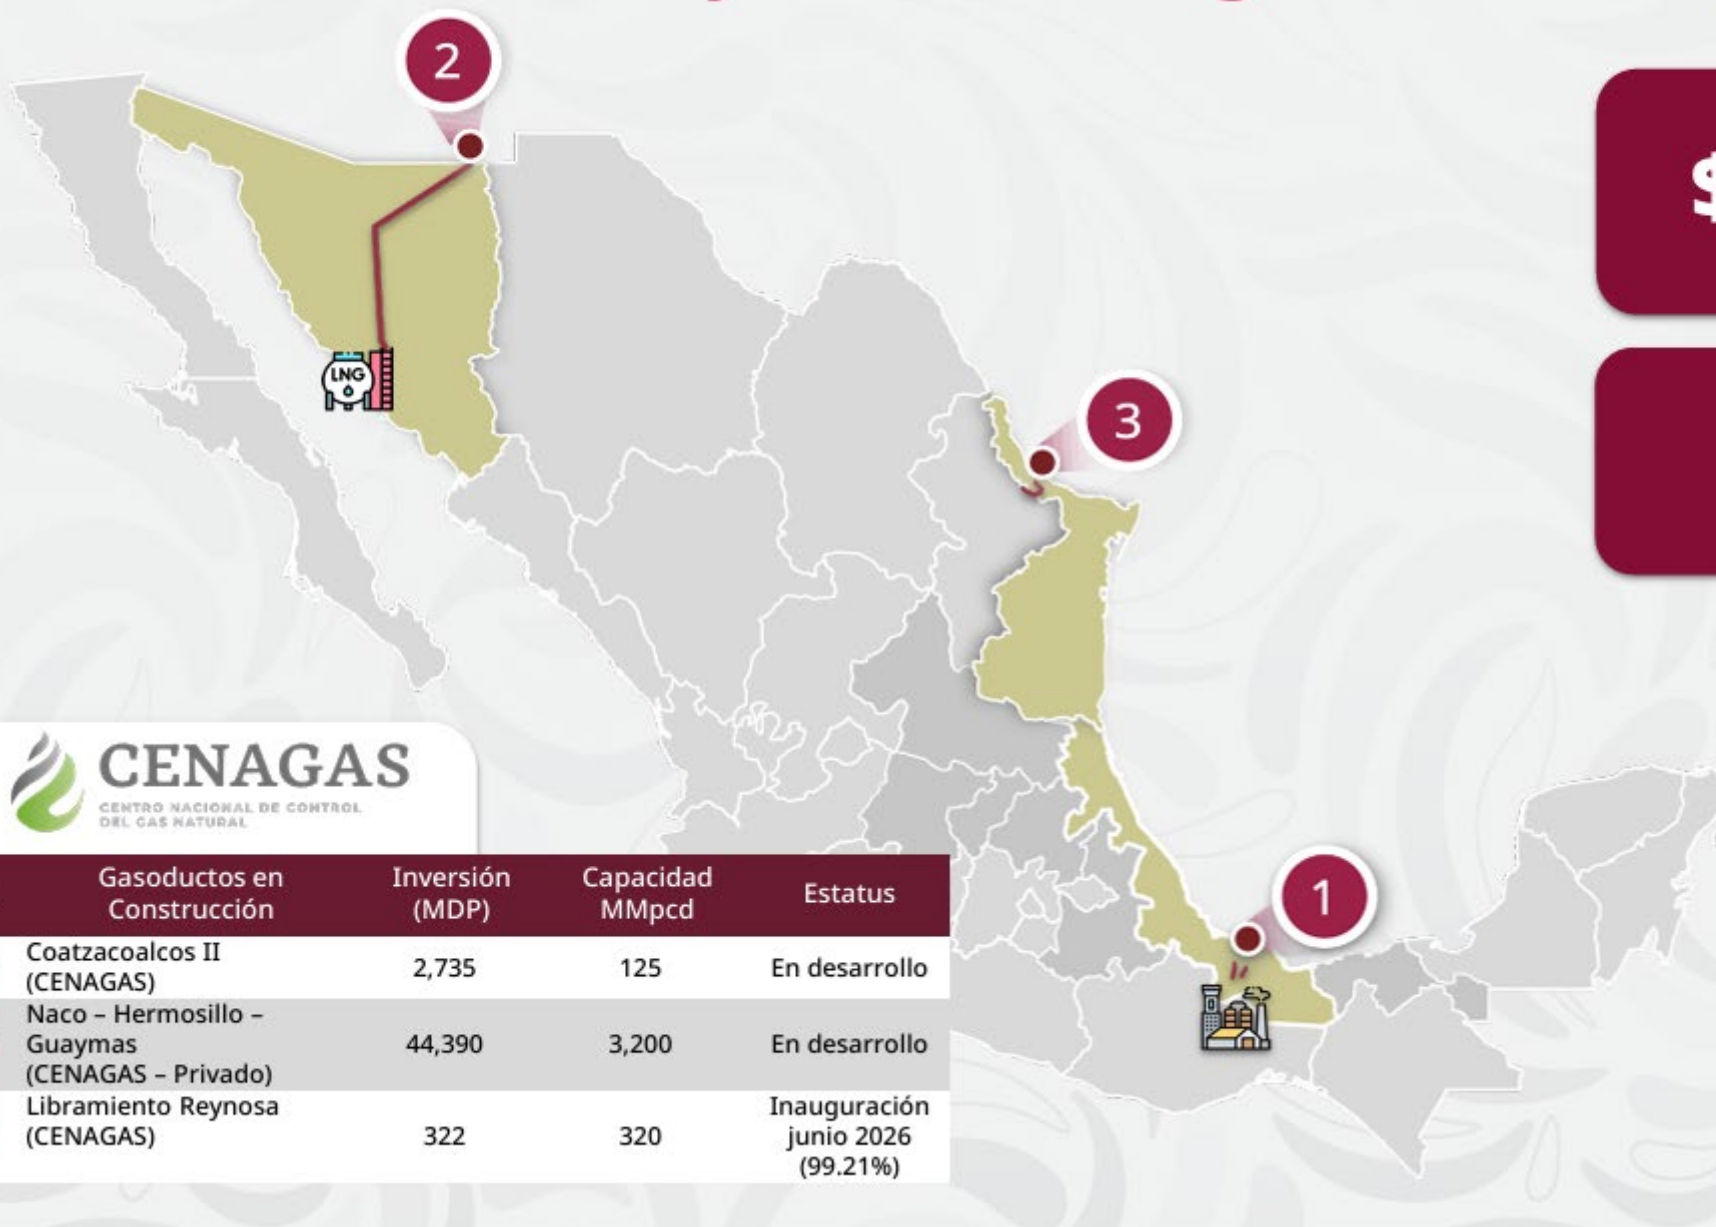 2
$
3
LNG
CENAGAS
CENTRO NACIONAL DE CONTROL
DEL GAS NATURAL
1
Gasoductos en
Construcción
Inversión
(MDP)
Capacidad
MMpcd
Estatus
Coatzacoalcos II
(CENAGAS)
2,735
125
En desarrollo
Naco – Hermosillo –
Guaymas
(CENAGAS – Privado)
44,390
3,200
En desarrollo
Libramiento Reynosa
(CENAGAS)
322
320
Inauguración
junio 2026
(99.21%)